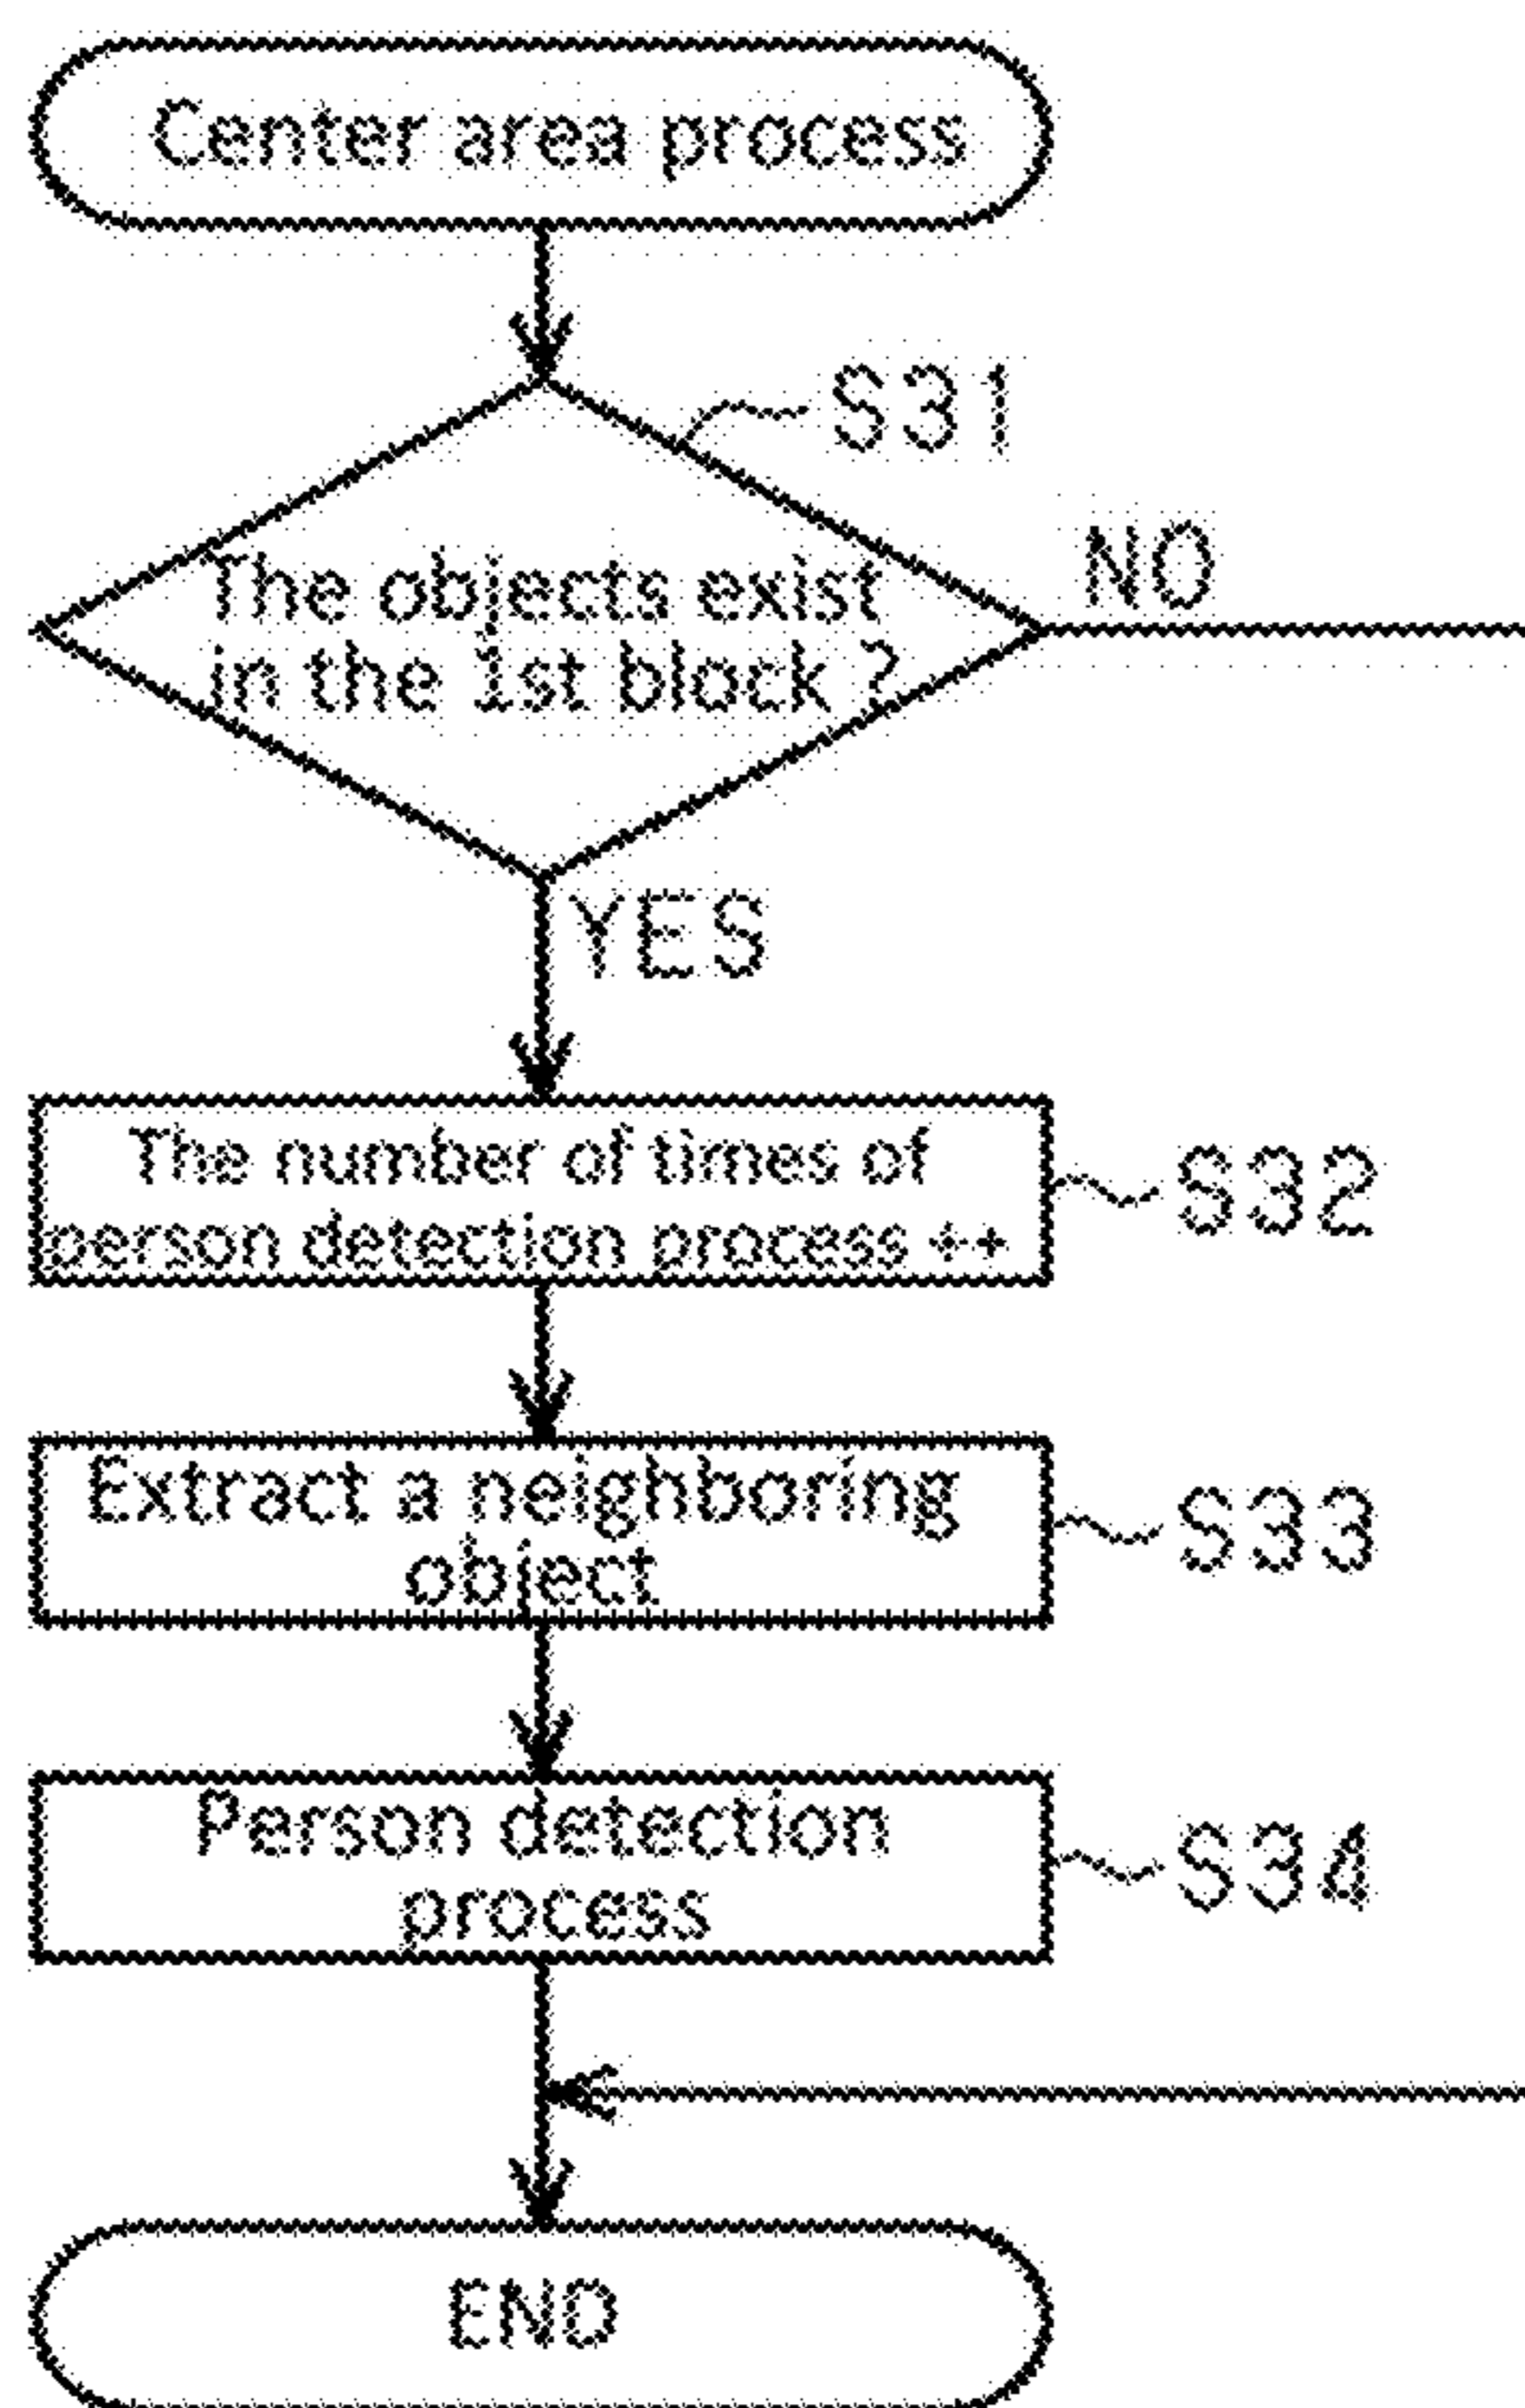 Center area process
S31
The objects exist
in the 1st block ?
NO
YES
The number of times of
person detection process ++
S32
Extract a neighboring
object
S33
Person detection
process
S34
END